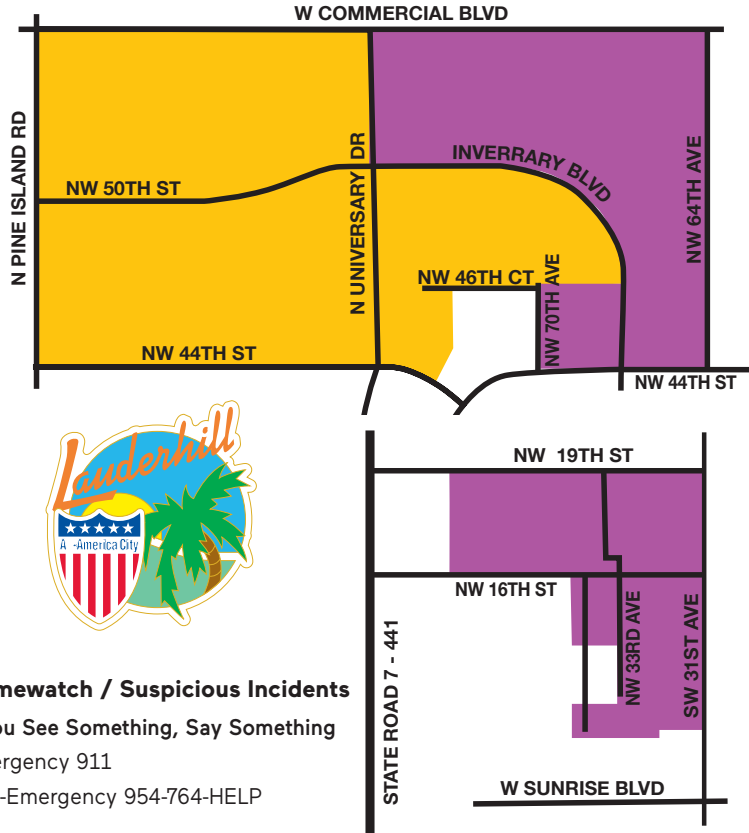 W COMMERCIAL BLVD
N PINE ISLAND RD
NW 50TH ST
N UNIVERSARY DR
INVERRARY BLVD
NW 64TH AVE
NW 46TH CT
NW 70TH AVE
NW 44TH ST
NW 44TH ST
Lauderhill
A -America City
NW 19TH ST
NW 16TH ST
STATE ROAD 7 - 441
NW 33RD AVE
SW 31ST AVE
W SUNRISE BLVD
mewatch / Suspicious Incidents
ou See Something, Say Something
ergency 911
-Emergency 954-764-HELP